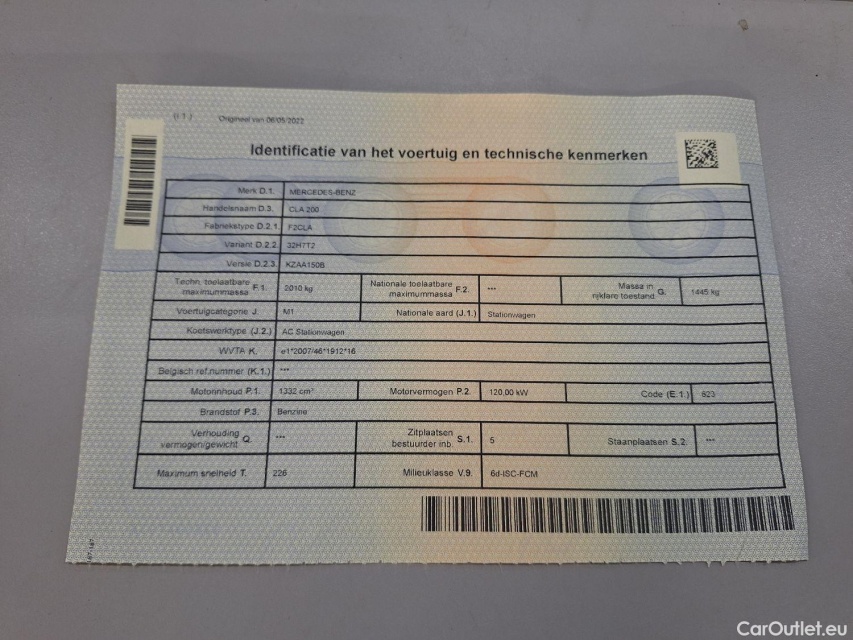 (I 1)
Origineel van 06/05/2022
Identificatie van het voertuig en technische kenmerken
Merk D.1. MERCEDES-BENZ
Handelsnaam D.3. CLA 200
Fabriekstype D.2.1. F2CLA
Variant D.2.2. 32H7T2
Versie D.2.3. KZAA150B
Techn. toelaatbare maximummassa F.1. 2010 kg Nationale toelaatbare maximummassa F.2. *** Massa in rijklare toestand G. 1445 kg
Voertuigcategorie J. M1 Nationale aard (J.1.) Stationwagen
Koetswerktype (J.2.) AC Stationwagen
WVTA K. e1*2007/46*1912*16
Belgisch ref.nummer (K.1.) ***
Motorinhoud P.1. 1332 cm³ Motorvermogen P.2. 120,00 kW Code (E.1.) 823
Brandstof P.3. Benzine
Verhouding vermogen/gewicht Q. *** Zitplaatsen bestuurder inb. S.1. 5 Staanplaatsen S.2. ***
Maximum snelheid T. 226 Milieuklasse V.9. 6d-ISC-FCM
CarOutlet.eu